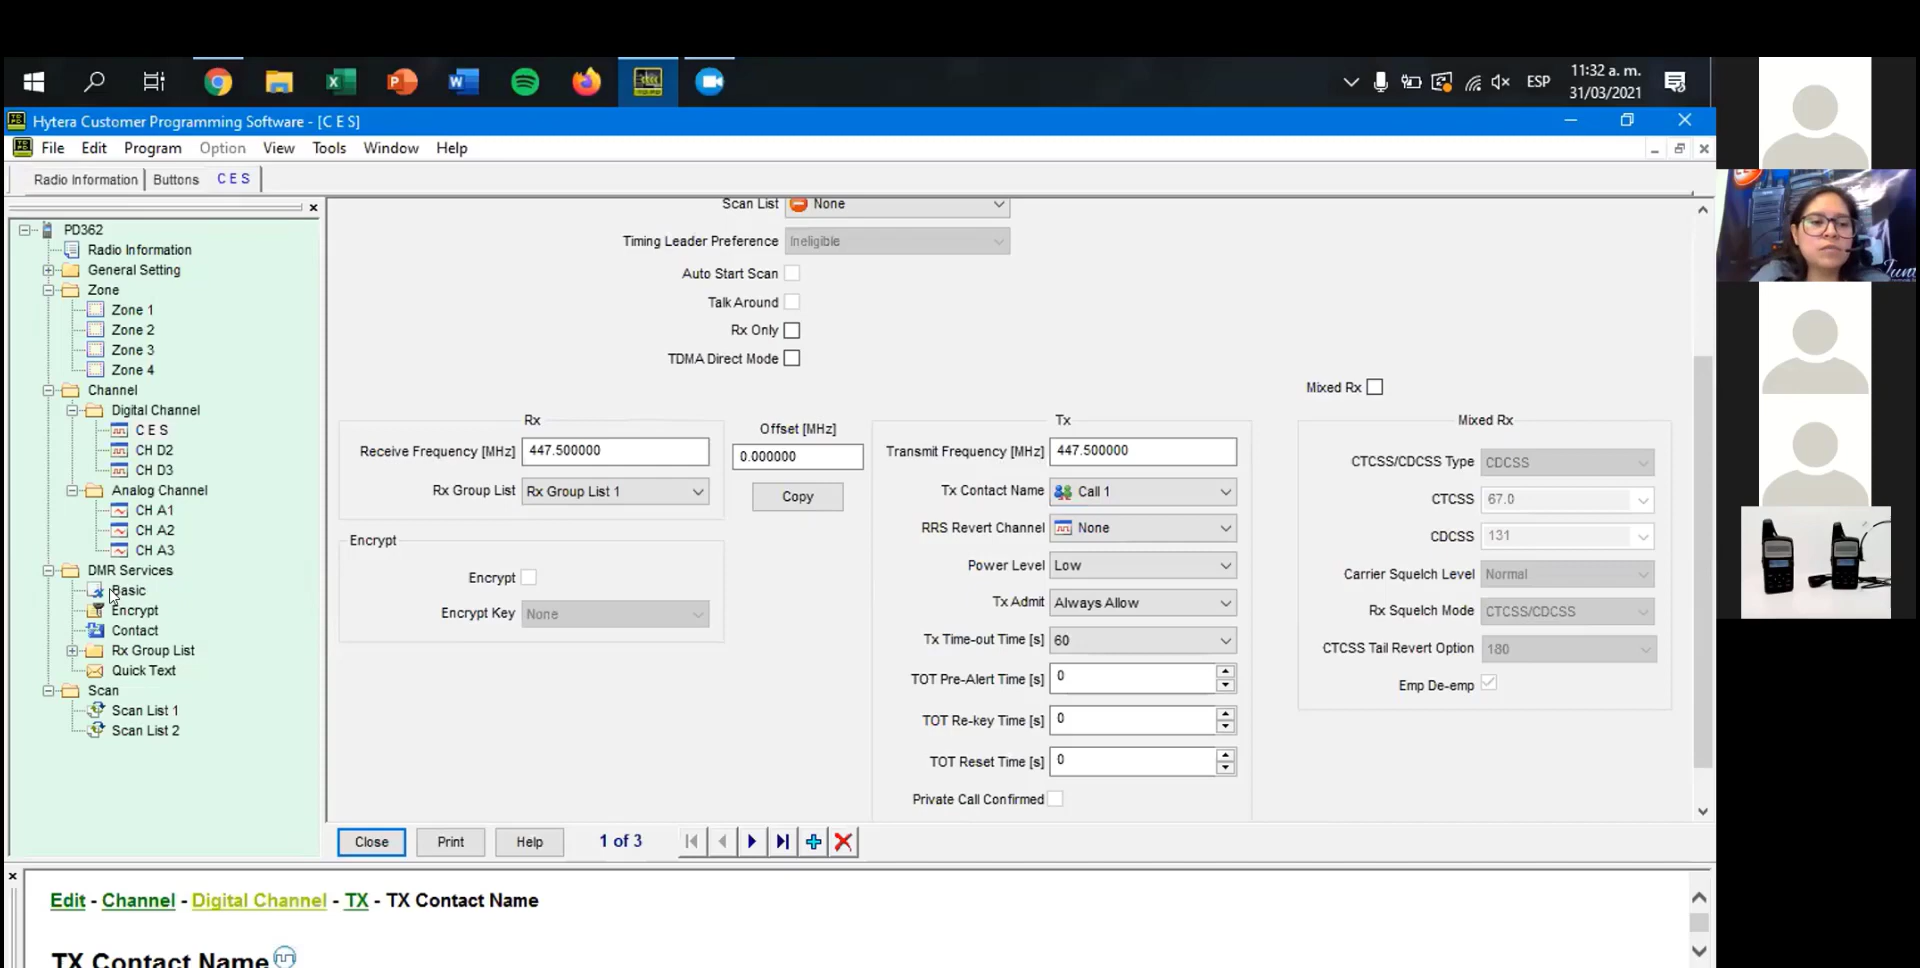 ESP
11:32 a. m.
31/03/2021
Hytera Customer Programming Software - [C E S]
File Edit Program Option View Tools Window Help
Radio Information Buttons C E S
PD362
Radio Information
General Setting
Zone
Zone 1
Zone 2
Zone 3
Zone 4
Channel
Digital Channel
C E S
CH D2
CH D3
Analog Channel
CH A1
CH A2
CH A3
DMR Services
Basic
Encrypt
Contact
Rx Group List
Quick Text
Scan
Scan List 1
Scan List 2
Scan List None
Timing Leader Preference Ineligible
Auto Start Scan
Talk Around
Rx Only
TDMA Direct Mode
Rx
Receive Frequency [MHz] 447.500000
Rx Group List Rx Group List 1
Encrypt
Encrypt
Encrypt Key None
Offset [MHz]
0.000000
Copy
Tx
Transmit Frequency [MHz] 447.500000
Tx Contact Name Call 1
RRS Revert Channel None
Power Level Low
Tx Admit Always Allow
Tx Time-out Time [s] 60
TOT Pre-Alert Time [s] 0
TOT Re-key Time [s] 0
TOT Reset Time [s] 0
Private Call Confirmed
Mixed Rx
Mixed Rx
CTCSS/CDCSS Type CDCSS
CTCSS 67.0
CDCSS 131
Carrier Squelch Level Normal
Rx Squelch Mode CTCSS/CDCSS
CTCSS Tail Revert Option 180
Emp De-emp
Close Print Help 1 of 3
Edit - Channel - Digital Channel - TX - TX Contact Name
TX Contact Name